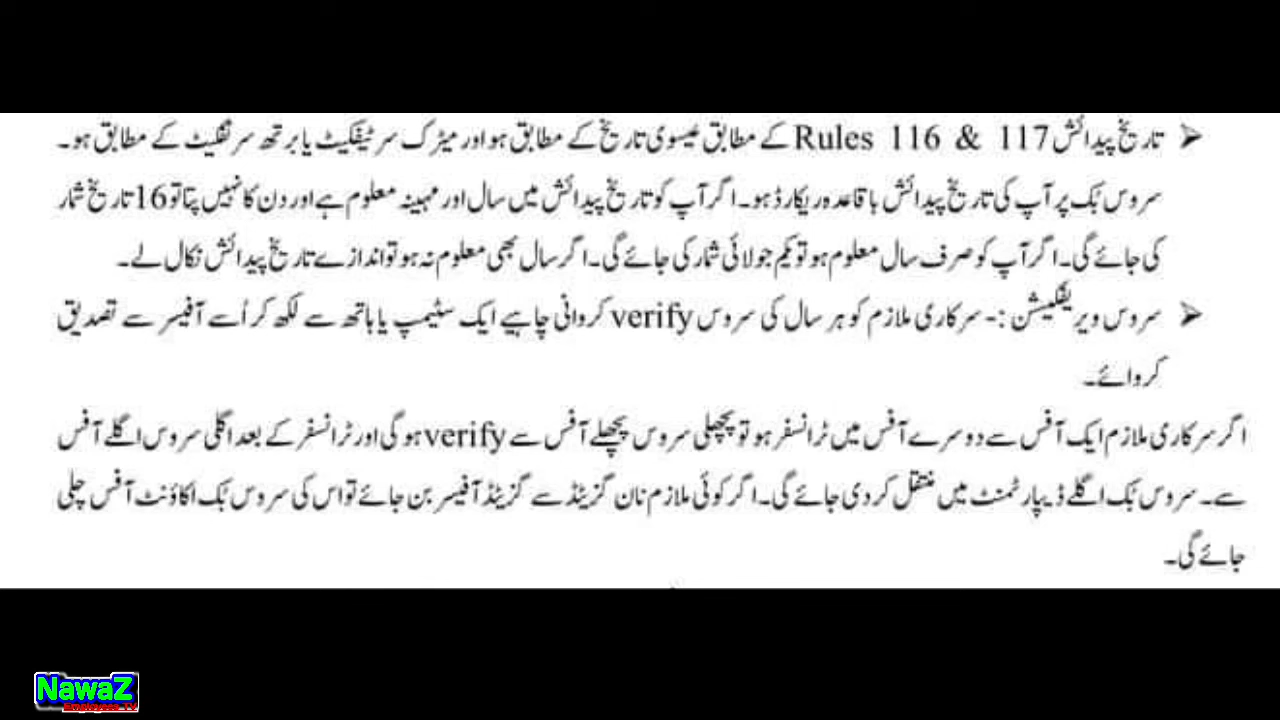 ➤ تاریخ پیدائش Rules 116 & 117 کے مطابق عیسوی تاریخ کے مطابق ہو اور میٹرک سرٹیفکیٹ یا برتھ سرٹفکیٹ کے مطابق ہو۔
سروس بُک پر آپ کی تاریخ پیدائش باقاعدہ ریکارڈ ہو۔ اگر آپ کو تاریخ پیدائش میں سال اور مہینہ معلوم ہے اور دن کا نہیں پتا تو 16 تاریخ شمار
کی جائے گی۔ اگر آپ کو صرف سال معلوم ہو تو یکم جولائی شمار کی جائے گی۔ اگر سال بھی معلوم نہ ہو تو اندازے تاریخ پیدائش نکال لے۔
➤ سروس ویریفکیشن :- سرکاری ملازم کو ہر سال کی سروس verify کروانی چاہیے ایک سٹیمپ یا ہاتھ سے لکھ کر اُسے آفیسر سے تصدیق
کروائے۔
اگر سرکاری ملازم ایک آفس سے دوسرے آفس میں ٹرانسفر ہو تو پچھلی سروس پچھلے آفس سے verify ہو گی اور ٹرانسفر کے بعد اگلی سروس اگلے آفس
سے۔ سروس بُک اگلے ڈیپارٹمنٹ میں منتقل کر دی جائے گی۔ اگر کوئی ملازم نان گزیٹڈ سے گزیٹڈ آفیسر بن جائے تو اس کی سروس بُک اکاؤنٹ آفس چلی
جائے گی۔
NawaZ
Employees TV